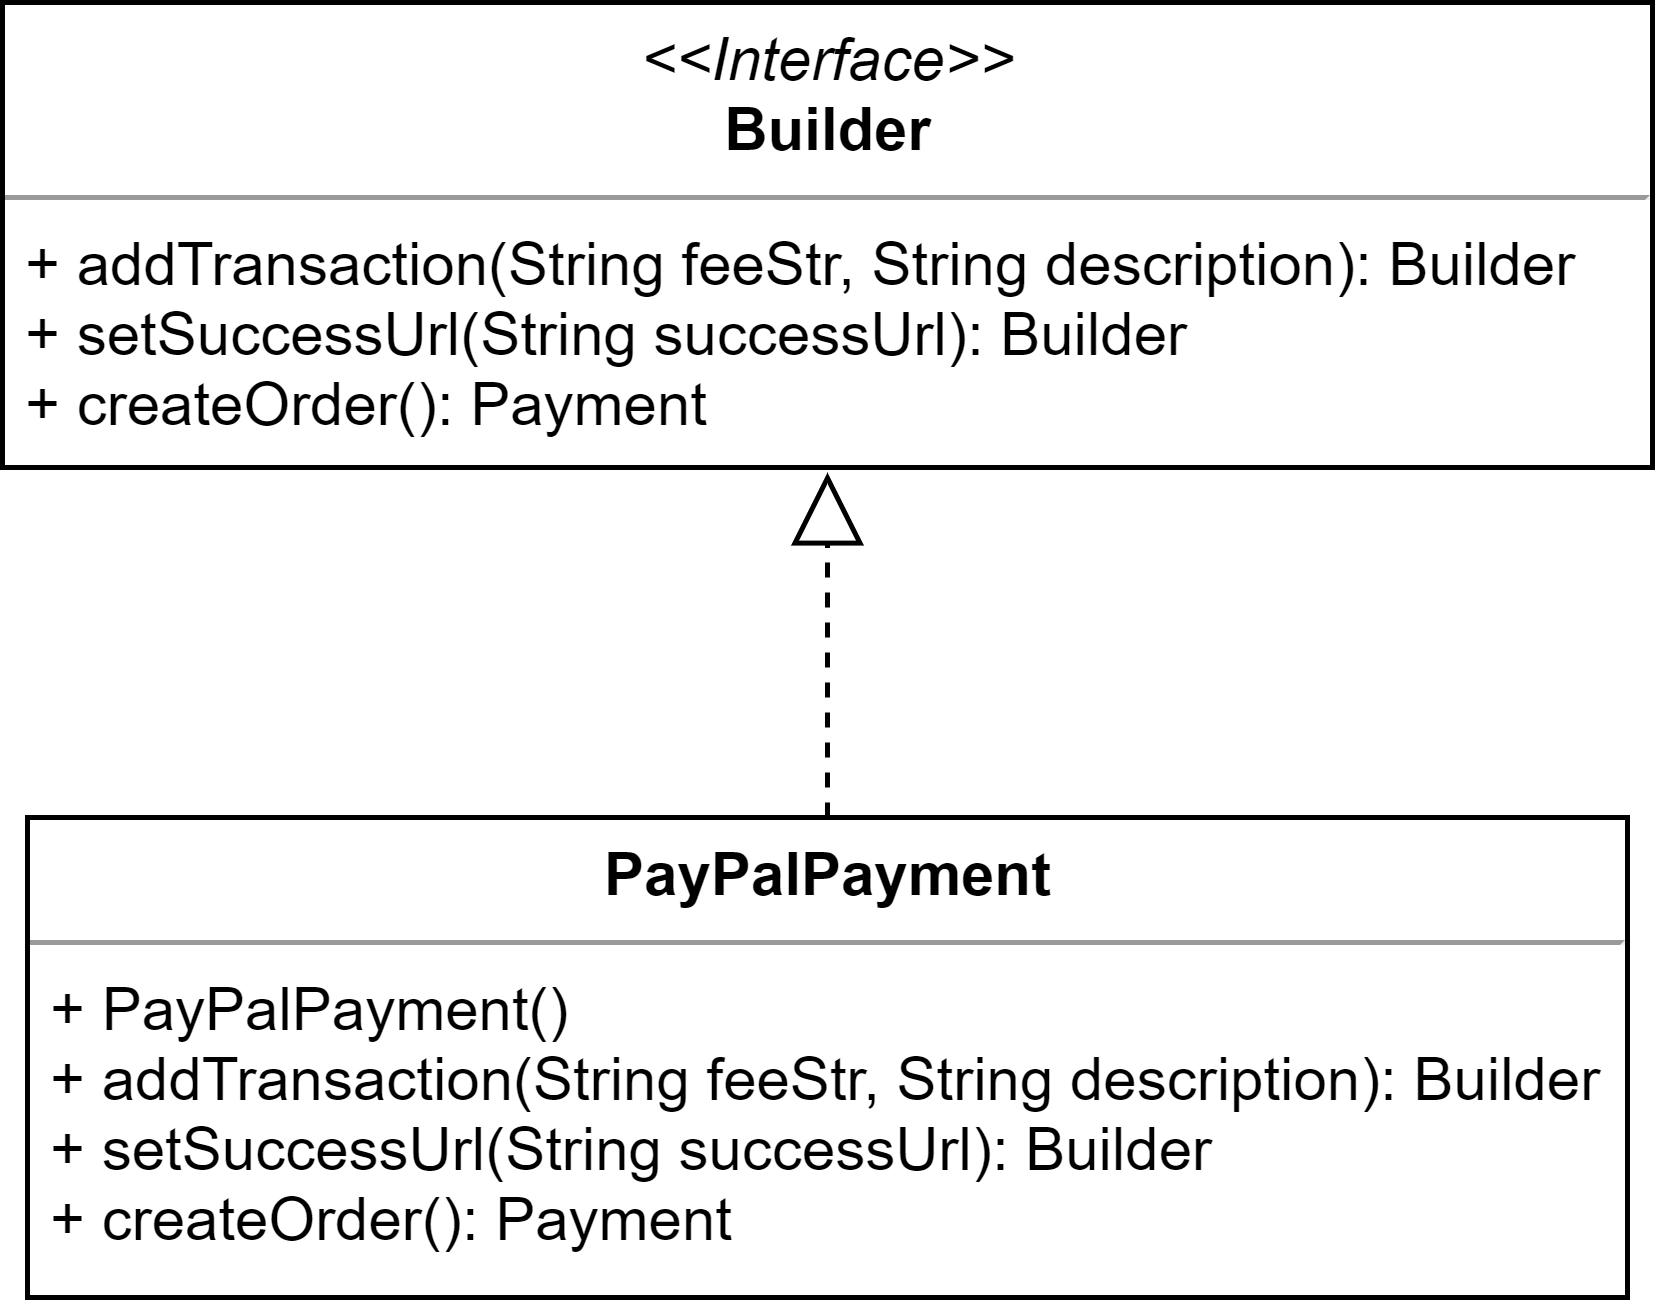 <<Interface>>
Builder
+ addTransaction(String feeStr, String description): Builder
+ setSuccessUrl(String successUrl): Builder
+ createOrder(): Payment
PayPalPayment
+ PayPalPayment()
+ addTransaction(String feeStr, String description): Builder
+ setSuccessUrl(String successUrl): Builder
+ createOrder(): Payment